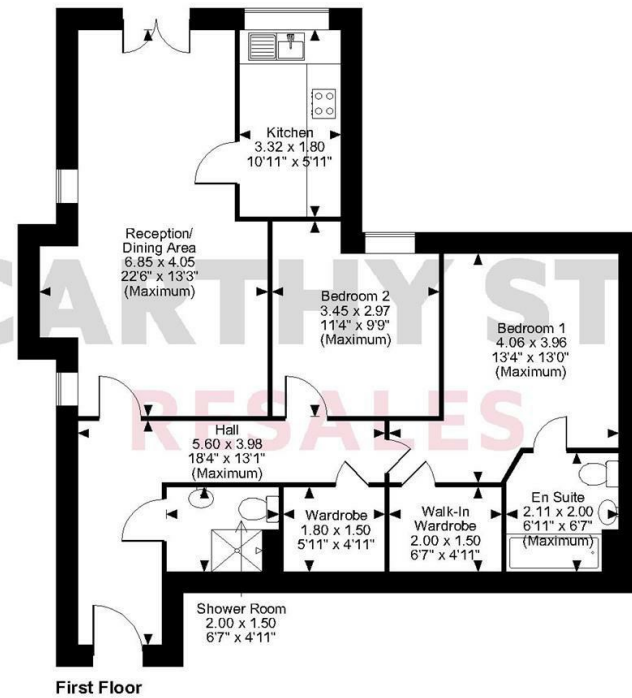 Kitchen
3.32 x 1.80
10'11" x 5'11"
Reception/
Dining Area
6.85 x 4.05
22'6" x 13'3"
(Maximum)
Bedroom 2
3.45 x 2.97
11'4" x 9'9"
(Maximum)
Bedroom 1
4.06 x 3.96
13'4" x 13'0"
(Maximum)
CARTHY ST
RESALES
Hall
5.60 x 3.98
18'4" x 13'1"
(Maximum)
Wardrobe
1.80 x 1.50
5'11" x 4'11"
Walk-In
Wardrobe
2.00 x 1.50
6'7" x 4'11"
En Suite
2.11 x 2.00
6'11" x 6'7"
(Maximum)
Shower Room
2.00 x 1.50
6'7" x 4'11"
First Floor